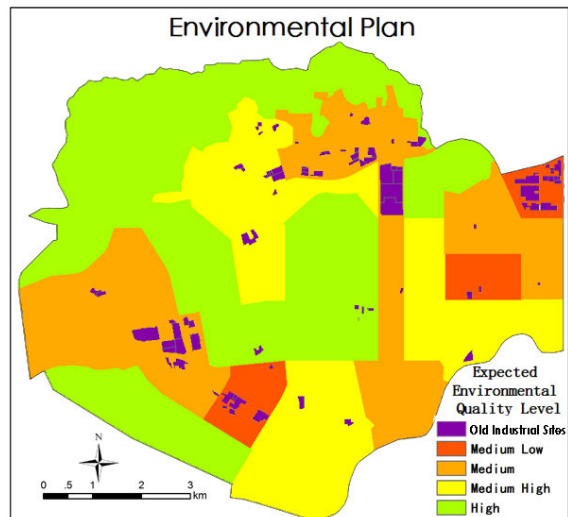 Environmental Plan
Expected
Environmental
Quality Level
Old Industrial Sites
Medium Low
Medium
Medium High
High
N
0 .5 1 2 3
km